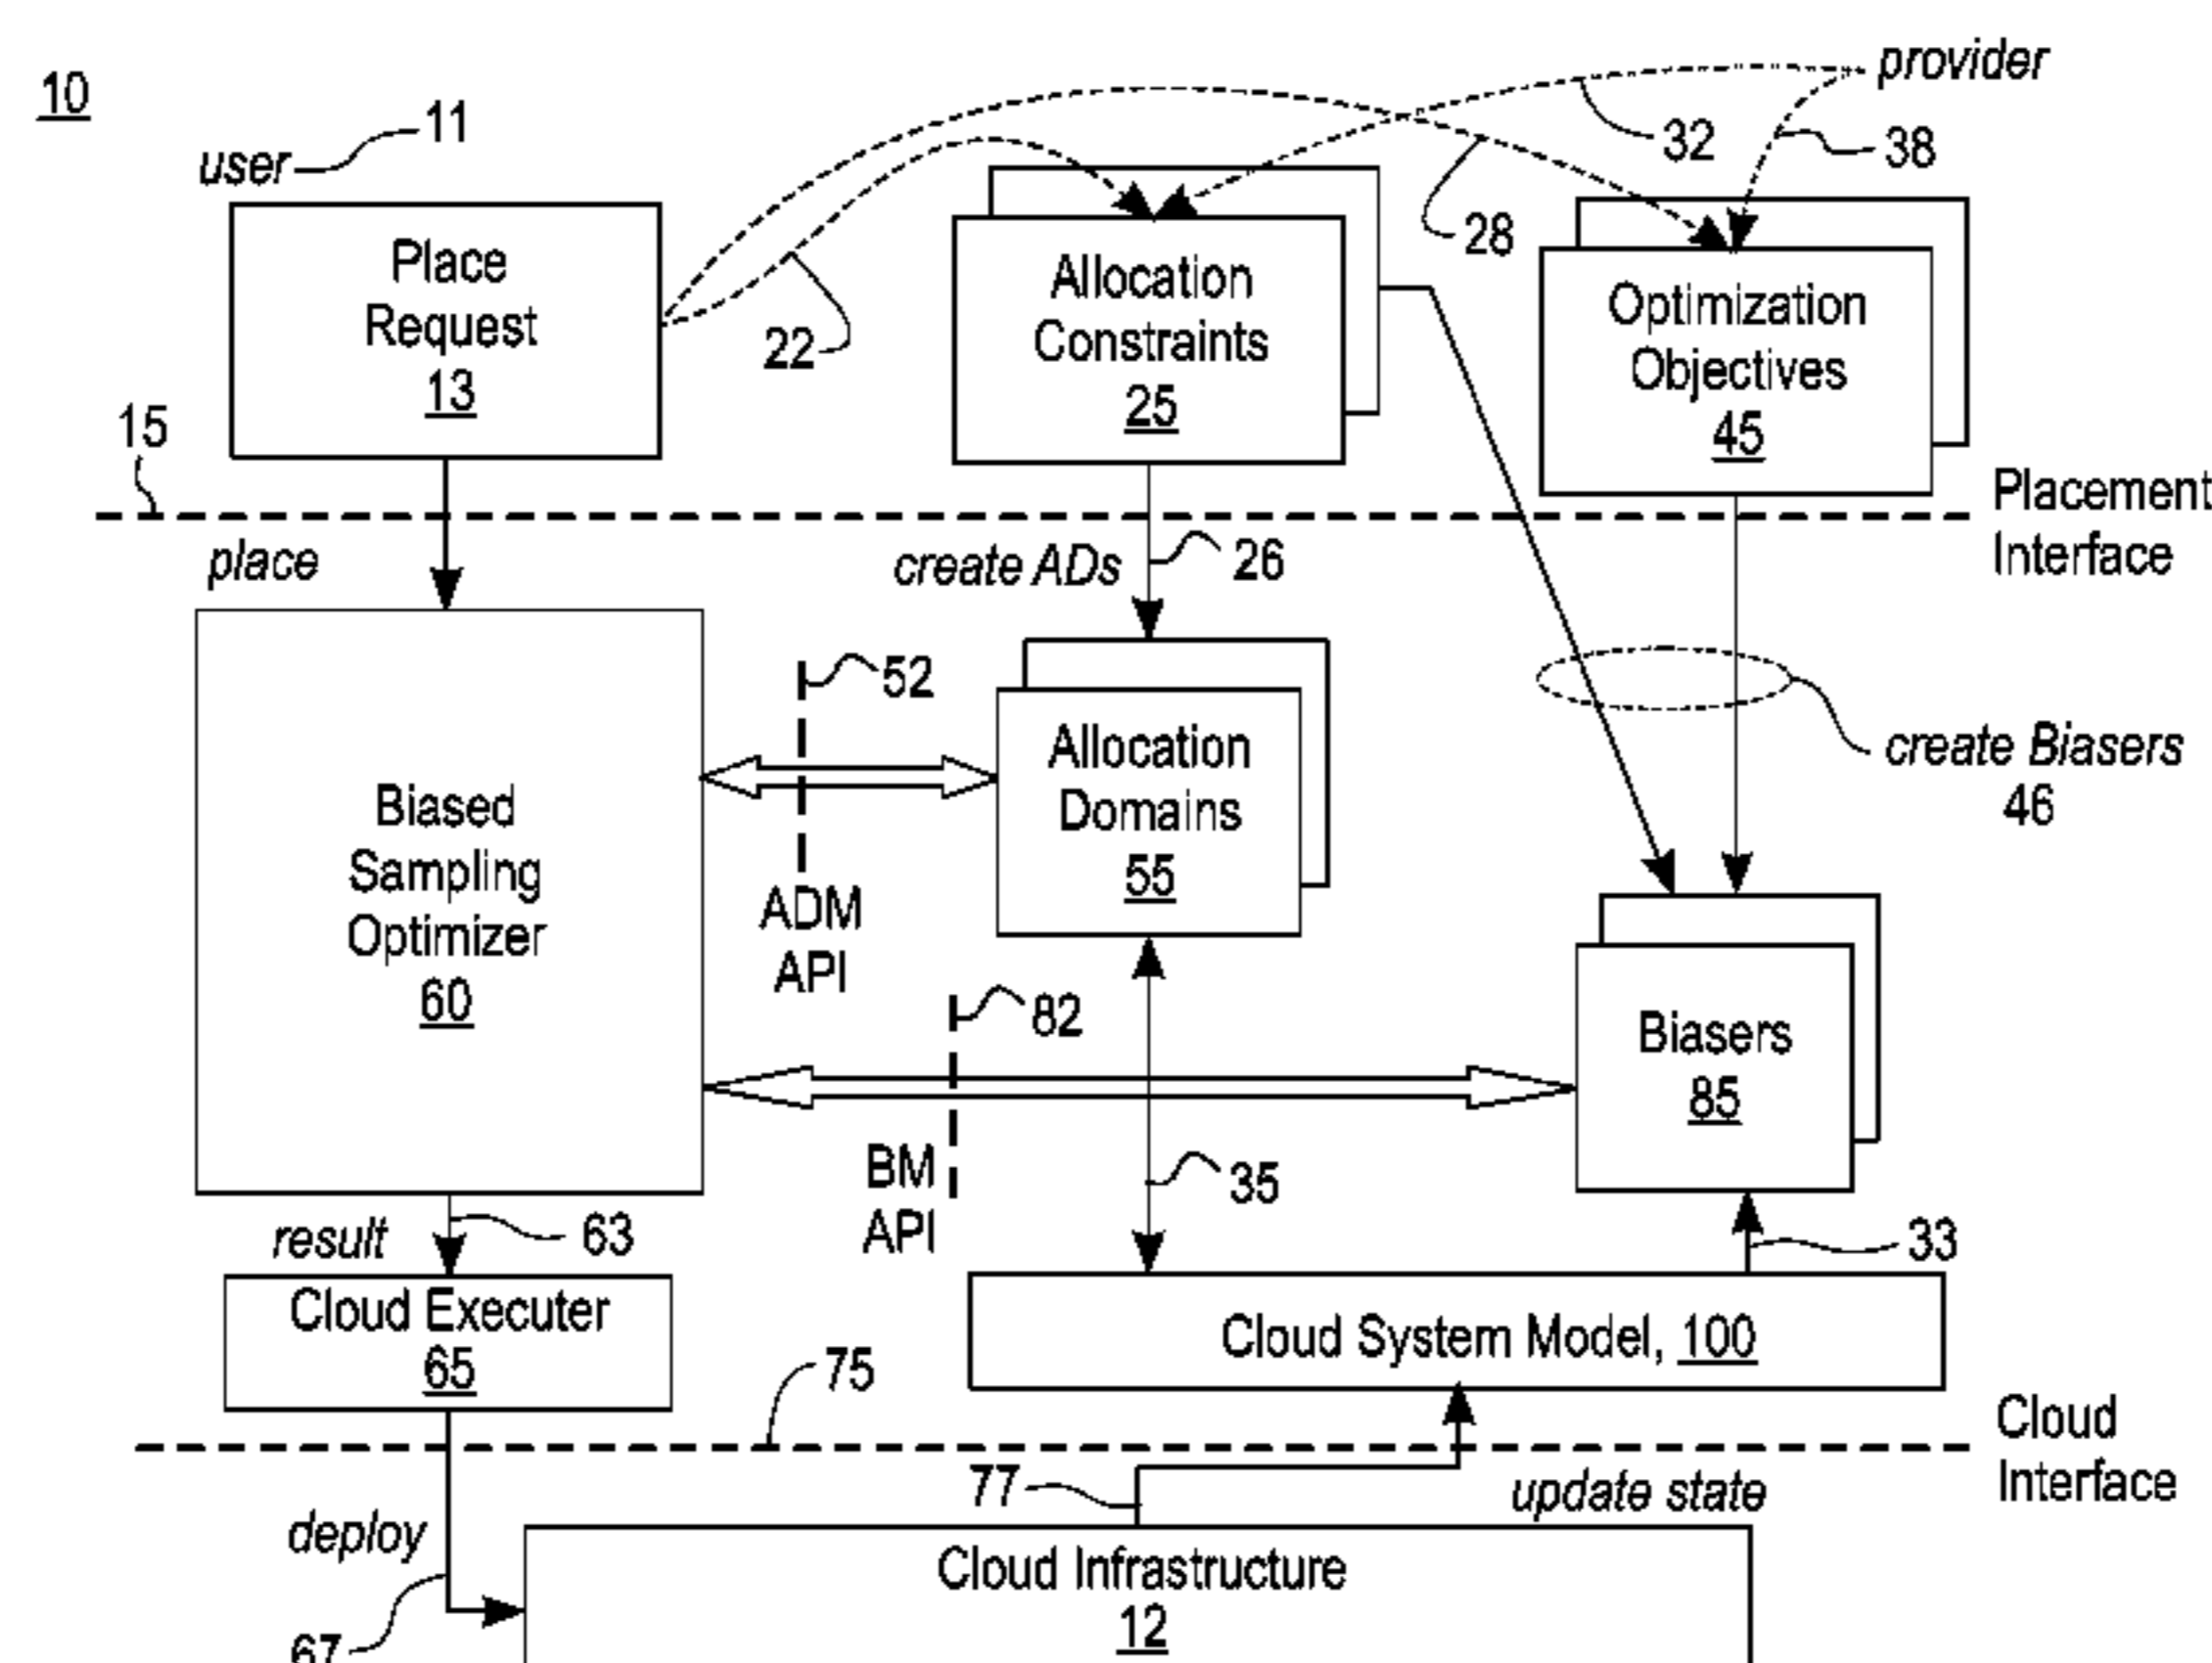 10
provider
11
user
32
38
28
Place
Request
13
22
Allocation
Constraints
25
Optimization
Objectives
45
15
Placement
Interface
place
create ADs
26
52
Allocation
Domains
55
create Biasers
46
Biased
Sampling
Optimizer
60
ADM
API
82
Biasers
85
BM
API
35
result
63
33
Cloud Executer
65
Cloud System Model, 100
75
Cloud
Interface
77
update state
deploy
Cloud Infrastructure
12
67